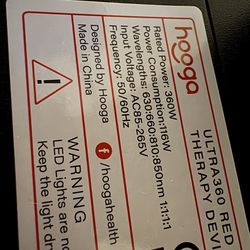 hooga
ULTRA360 RED
THERAPY DEVI
Rated Power: 360W
Power Consumption:116W
Wavelengths: 630:660:810:850nm 1:1:1:1
Input Voltage: AC85-265V
Frequency: 50/60Hz
Designed by Hooga
Made in China
/hoogahealth
WARNING
LED Lights are
Keep the light